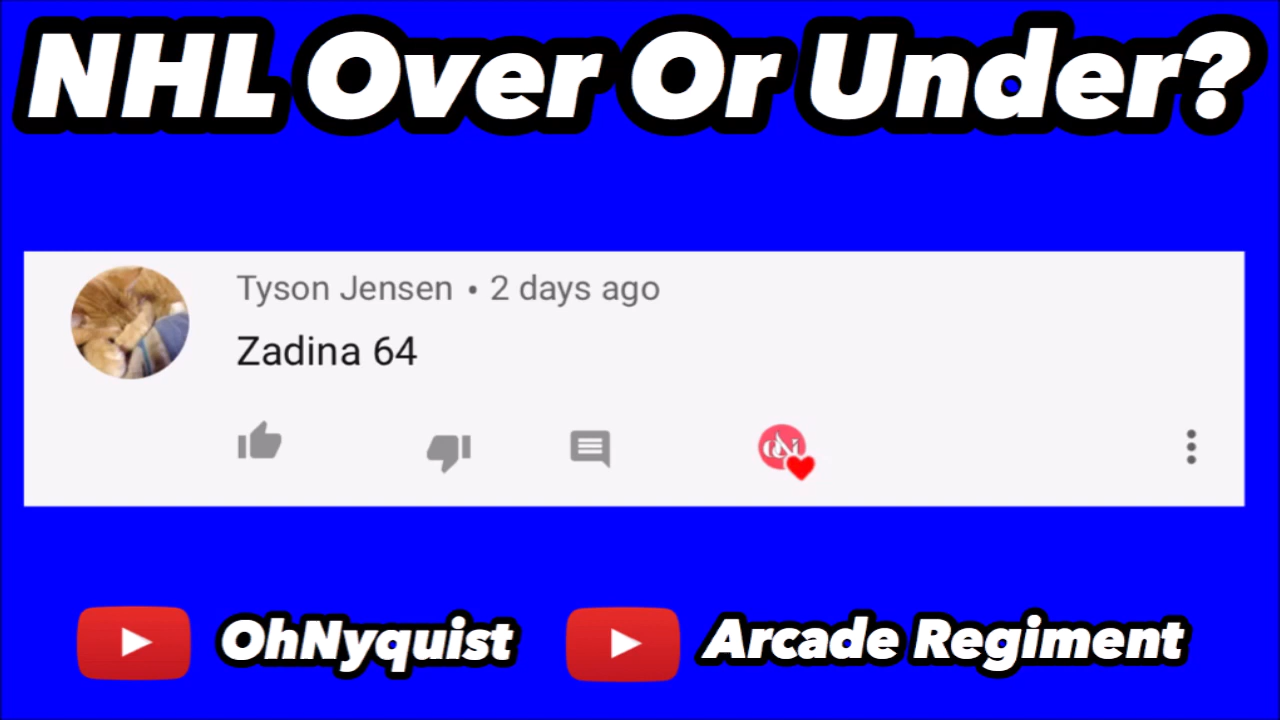 NHL Over Or Under?
Tyson Jensen • 2 days ago
Zadina 64
OhNyquist
Arcade Regiment